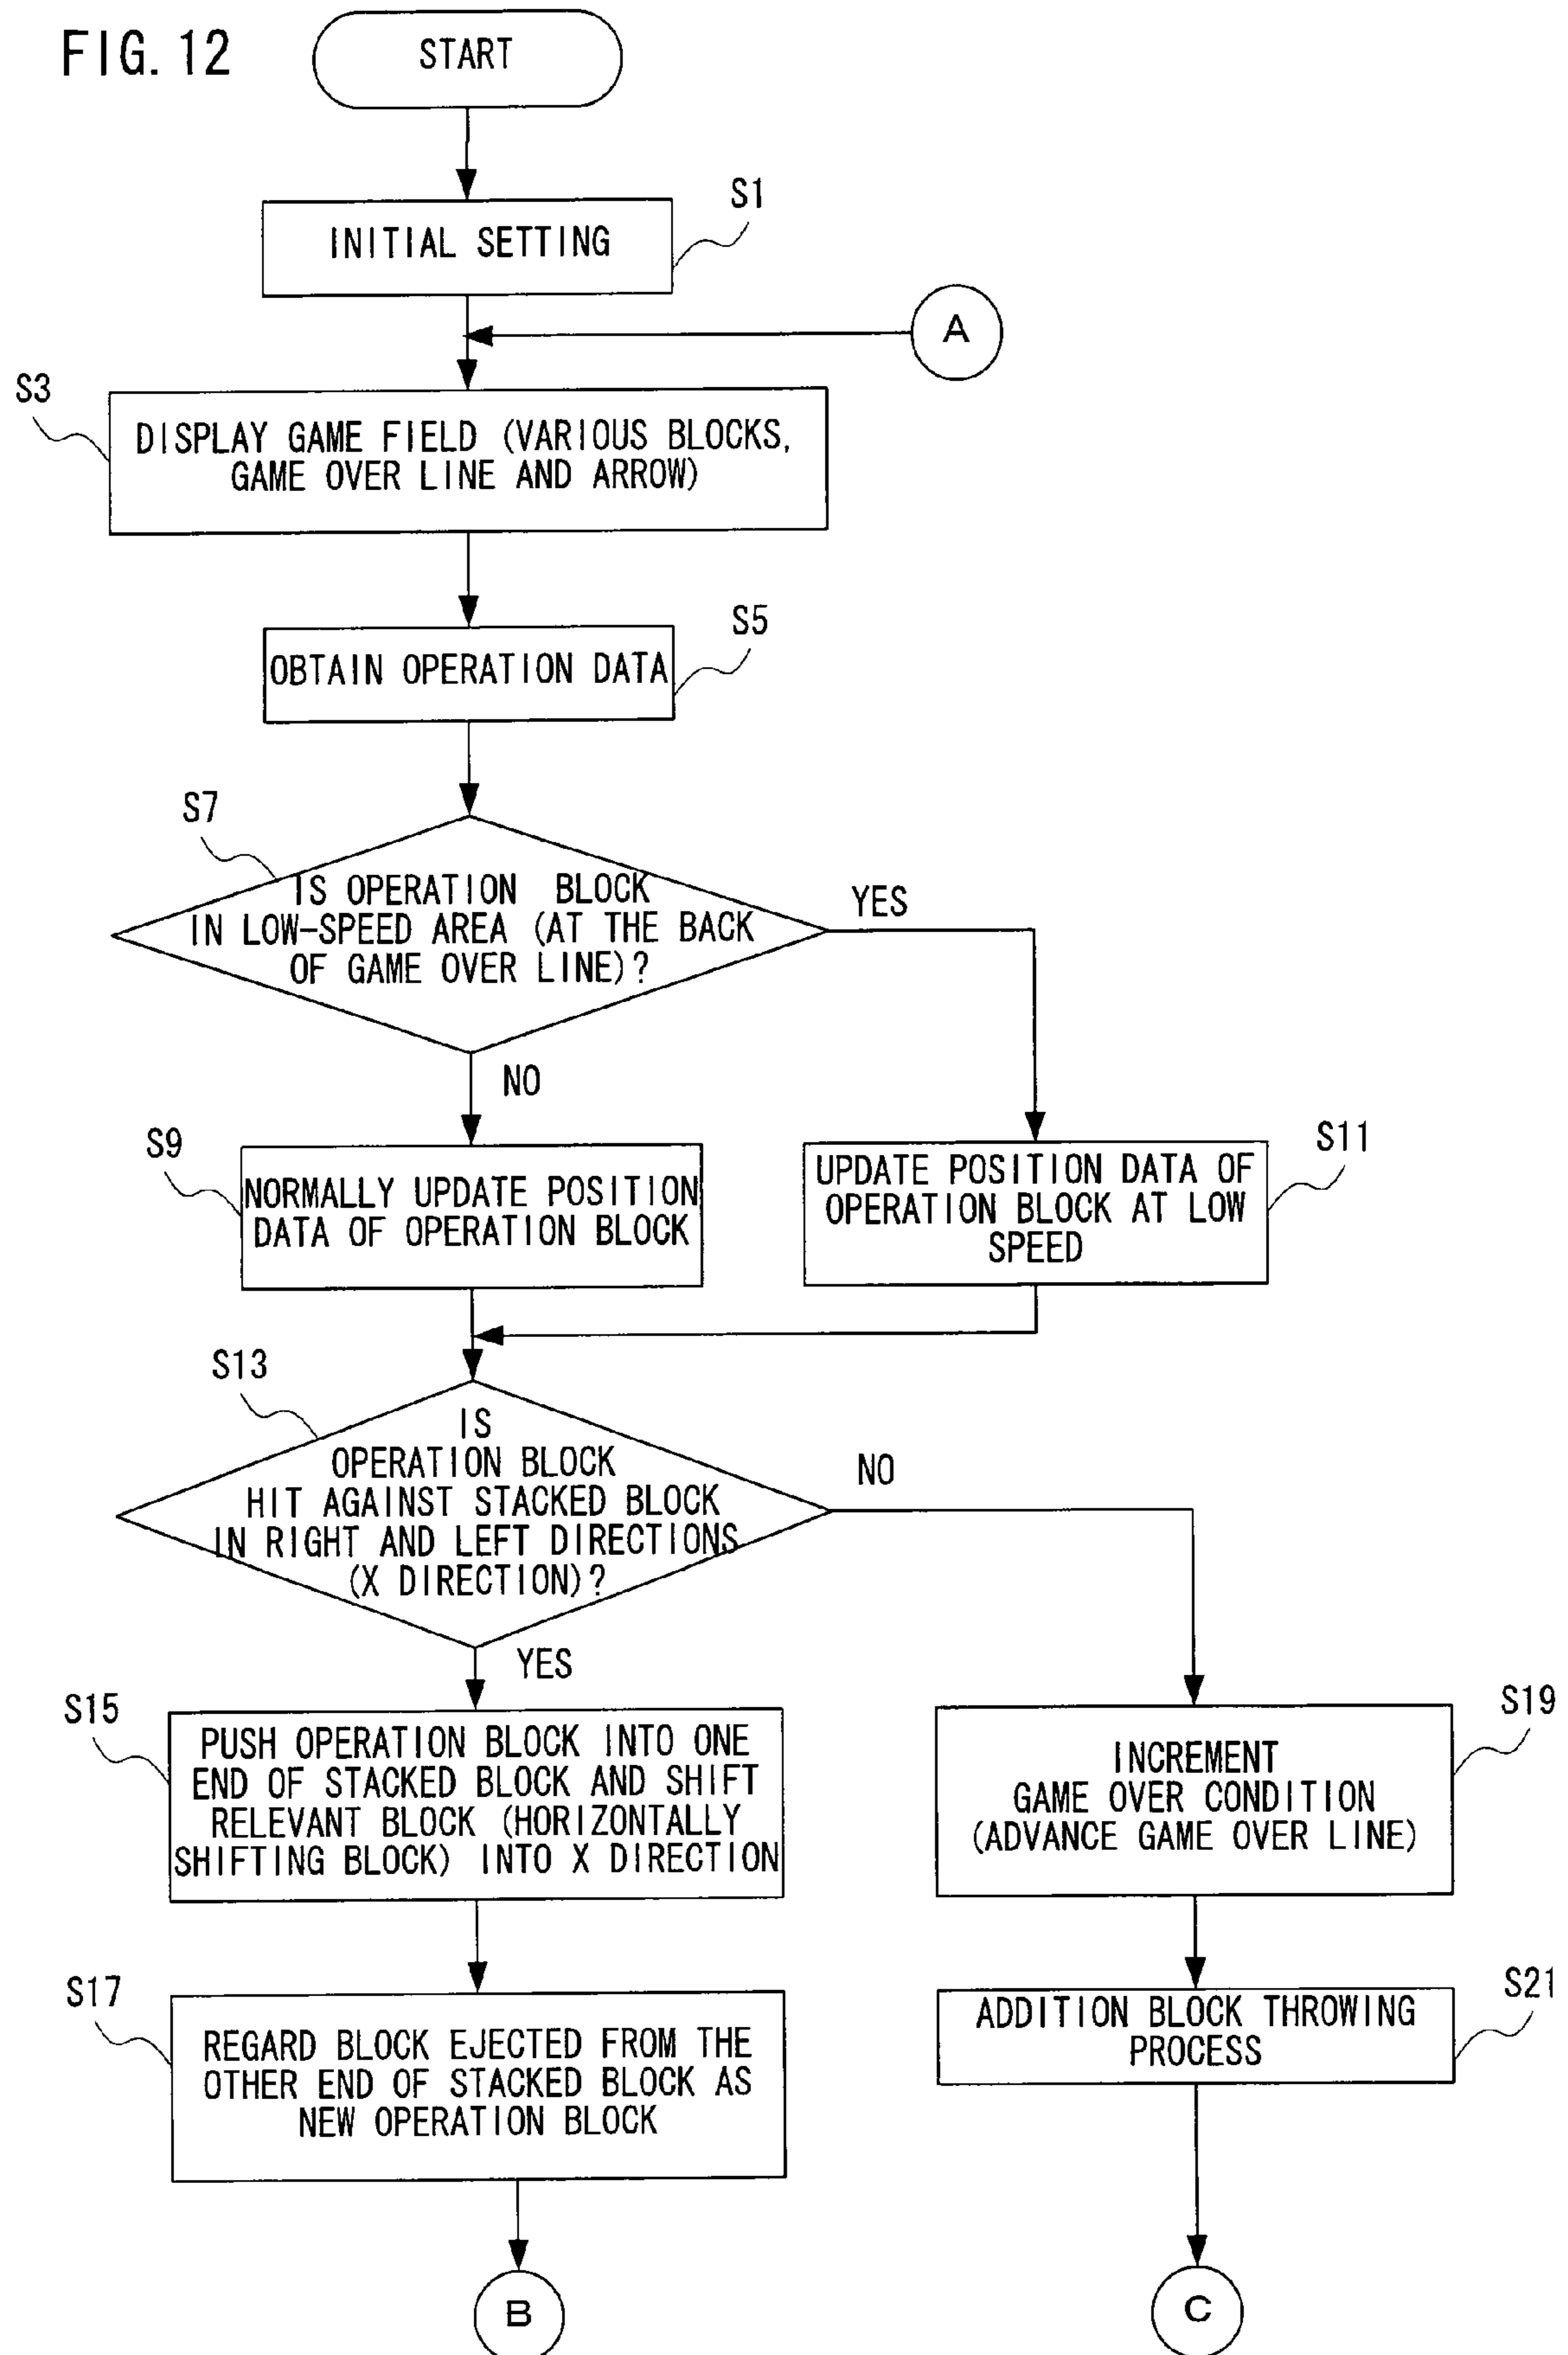 FIG. 12
START
S1
INITIAL SETTING
A
S3
DISPLAY GAME FIELD (VARIOUS BLOCKS,
GAME OVER LINE AND ARROW)
S5
OBTAIN OPERATION DATA
S7
IS OPERATION BLOCK
IN LOW-SPEED AREA (AT THE BACK
OF GAME OVER LINE)?
YES
NO
S9
NORMALLY UPDATE POSITION
DATA OF OPERATION BLOCK
S11
UPDATE POSITION DATA OF
OPERATION BLOCK AT LOW
SPEED
S13
IS
OPERATION BLOCK
HIT AGAINST STACKED BLOCK
IN RIGHT AND LEFT DIRECTIONS
(X DIRECTION)?
NO
YES
S15
PUSH OPERATION BLOCK INTO ONE
END OF STACKED BLOCK AND SHIFT
RELEVANT BLOCK (HORIZONTALLY
SHIFTING BLOCK) INTO X DIRECTION
S19
INCREMENT
GAME OVER CONDITION
(ADVANCE GAME OVER LINE)
S17
REGARD BLOCK EJECTED FROM THE
OTHER END OF STACKED BLOCK AS
NEW OPERATION BLOCK
S21
ADDITION BLOCK THROWING
PROCESS
B
C